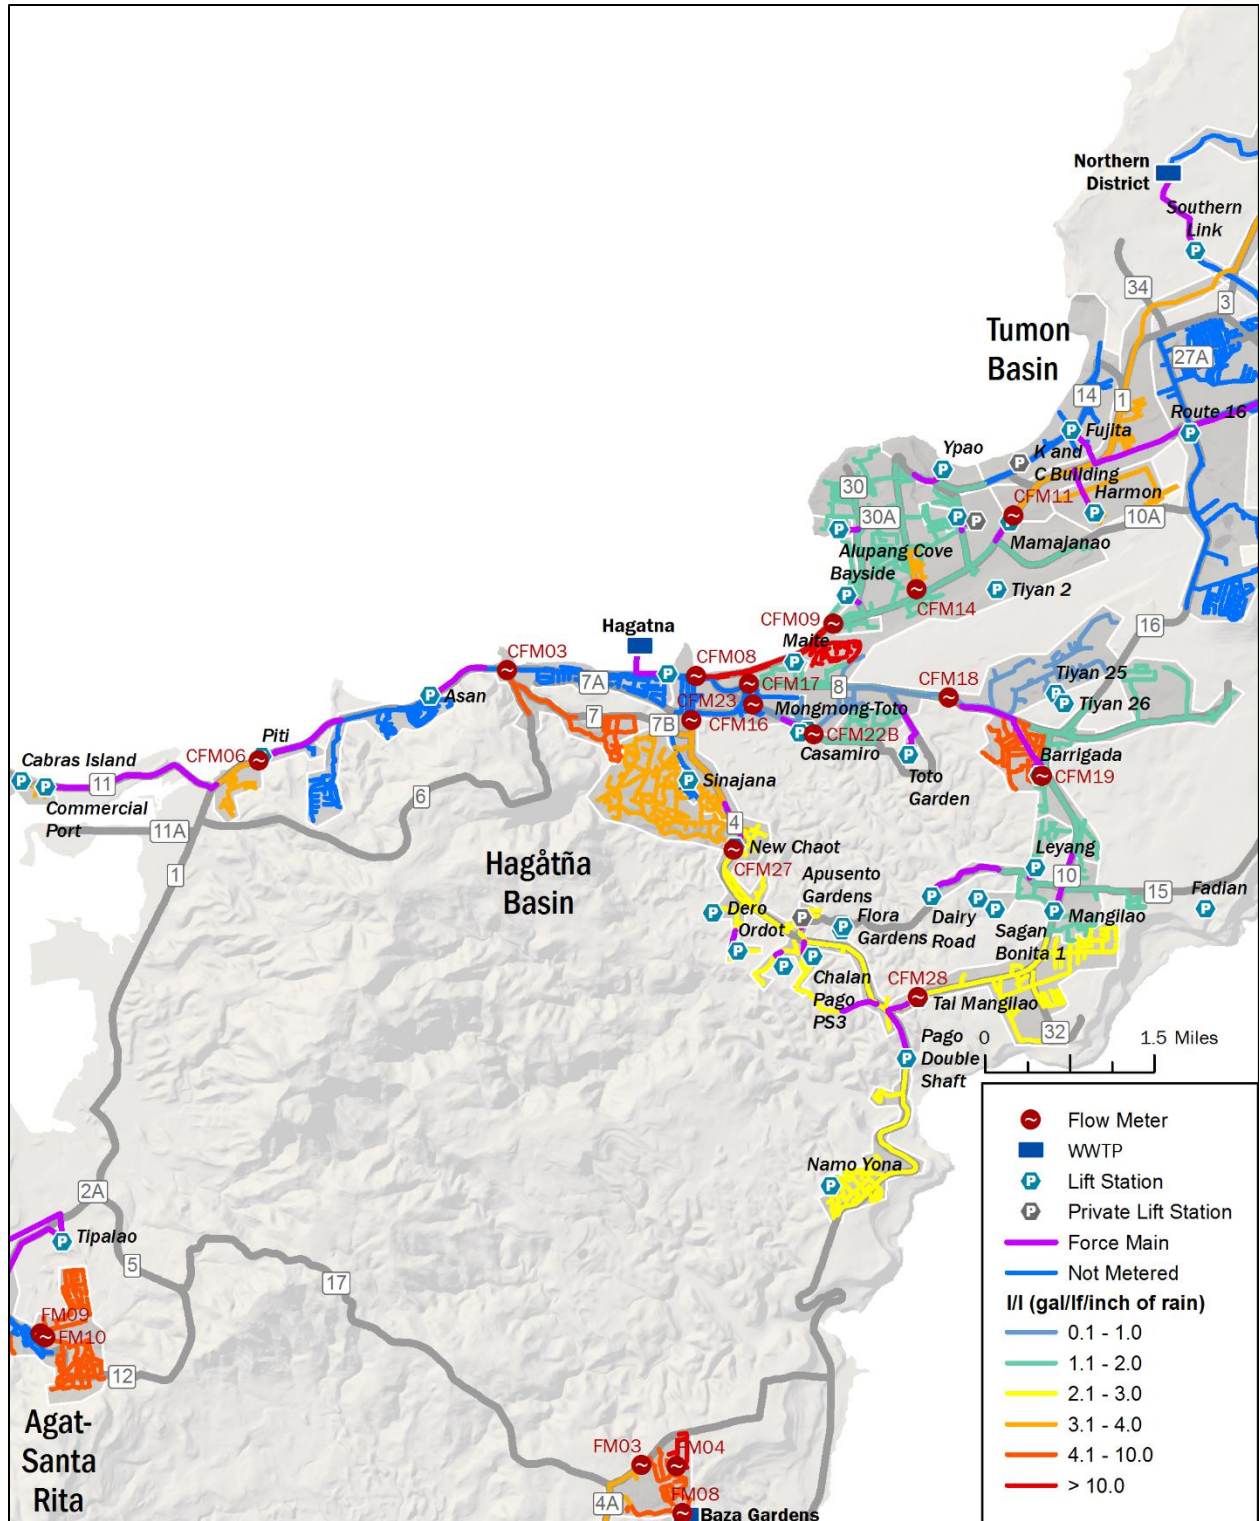 Northern
District
Southern
Link
34
3
Tumon
Basin
27A
14
1
Route 16
Fujita
Ypao
K and
C Building
30
CFM11
Harmon
30A
10A
Mamajanao
Alupang Cove
Bayside
Tiyan 2
CFM14
CFM09
16
Hagatna
Maite
CFM03
CFM08
Tiyan 25
7A
CFM17
8
CFM18
Tiyan 26
Asan
CFM23
Mongmong-Toto
7
7B
CFM16
CFM22B
Piti
Casamiro
Barrigada
Cabras Island
CFM06
Toto
Garden
CFM19
11
Sinajana
Commercial
Port
6
11A
4
New Chaot
Leyang
1
Hagåtña
Basin
CFM27
Apusento
Gardens
10
15
Fadian
Dero
Flora
Gardens
Dairy
Road
Sagan
Bonita 1
Mangilao
Ordot
Chalan
Pago
PS3
CFM28
Tai Mangilao
32
0
1.5 Miles
Pago
Double
Shaft
Namo Yona
2A
Tipalao
5
17
FM09
FM10
12
Agat-
Santa
Rita
FM03
FM04
4A
FM08
Baza Gardens
Flow Meter
WWTP
P
Lift Station
P
Private Lift Station
Force Main
Not Metered
I/I (gal/lf/inch of rain)
0.1 - 1.0
1.1 - 2.0
2.1 - 3.0
3.1 - 4.0
4.1 - 10.0
> 10.0